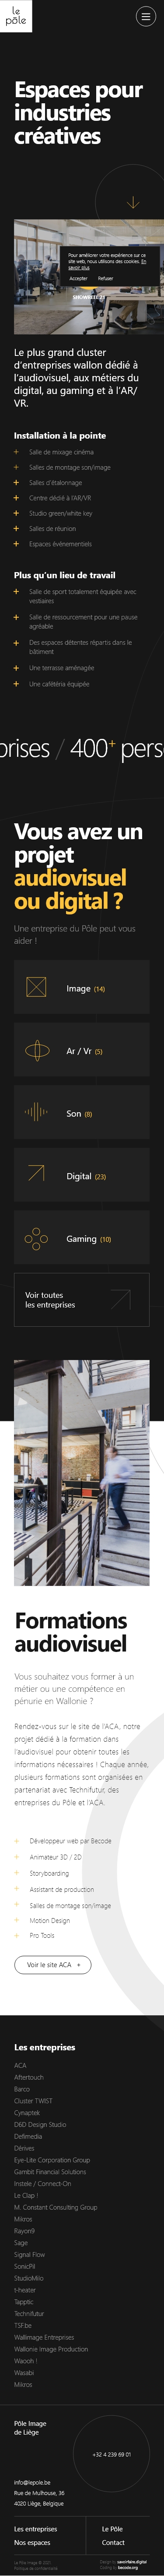 le
pôle
Espaces pour
industries
créatives
Pour améliorer votre expérience sur ce
site web, nous utilisons des cookies. En
savoir plus
Accepter Refuser
Le plus grand cluster
d'entreprises wallon dédié à
l'audiovisuel, aux métiers du
digital, au gaming et à l'AR/
VR.
Installation à la pointe
+ Salle de mixage cinéma
+ Salles de montage son/image
+ Salles d'étalonnage
+ Centre dédié à l'AR/VR
+ Studio green/white key
+ Salles de réunion
+ Espaces événementiels
Plus qu'un lieu de travail
+ Salle de sport totalement équipée avec
vestiaires
+ Salle de ressourcement pour une pause
agréable
+ Des espaces détentes répartis dans le
bâtiment
+ Une terrasse aménagée
+ Une cafétéria équipée
prises / 400+ pers
Vous avez un
projet
audiovisuel
ou digital ?
Une entreprise du Pôle peut vous
aider !
Image (14)
Ar / Vr (5)
Son (8)
Digital (23)
Gaming (10)
Voir toutes
les entreprises
Formations
audiovisuel
Vous souhaitez vous former à un
métier ou une compétence en
pénurie en Wallonie ?
Rendez-vous sur le site de l'ACA, notre
projet dédié à la formation dans
l'audiovisuel pour obtenir toutes les
informations nécessaires ! Chaque année,
plusieurs formations sont organisées en
partenariat avec Technifutur, des
entreprises du Pôle et l'ACA.
+ Développeur web par Becode
+ Animateur 3D / 2D
+ Storyboarding
+ Assistant de production
+ Salles de montage son/image
+ Motion Design
+ Pro Tools
Voir le site ACA +
Les entreprises
ACA
Aftertouch
Barco
Cluster TWIST
Cynaptek
D6D Design Studio
Defimedia
Dérives
Eye-Lite Corporation Group
Gambit Financial Solutions
Instele / Connect-On
Le Clap !
M. Constant Consulting Group
Mikros
Rayon9
Sage
Signal Flow
SonicPil
StudioMilo
t-heater
Tapptic
Technifutur
TSF.be
Wallimage Entreprises
Wallonie Image Production
Waooh !
Wasabi
Mikros
Pôle Image
de Liège
+32 4 239 69 01
info@lepole.be
Rue de Mulhouse, 36
4020 Liège, Belgique
Les entreprises Le Pôle
Nos espaces Contact